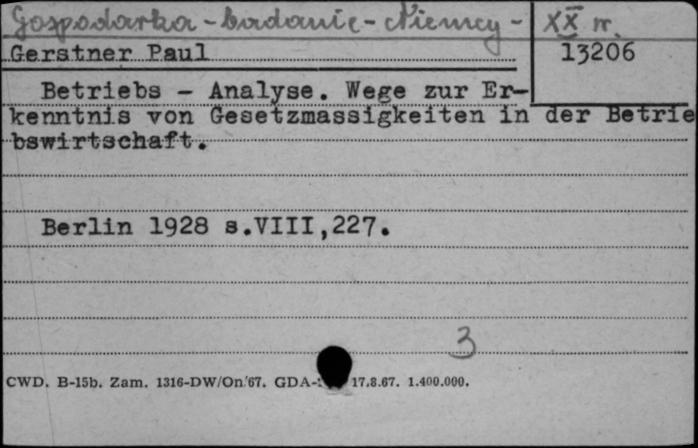 Gospodarka - badanie - Niemcy - XX w.
Gerstner Paul 13206
Betriebs - Analyse. Wege zur Er-
kenntnis von Gesetzmassigkeiten in der Betrie
bswirtschaft.
Berlin 1928 s.VIII,227.
3
CWD. B-15b. Zam. 1316-DW/On/67. GDA- 17.8.67. 1.400.000.